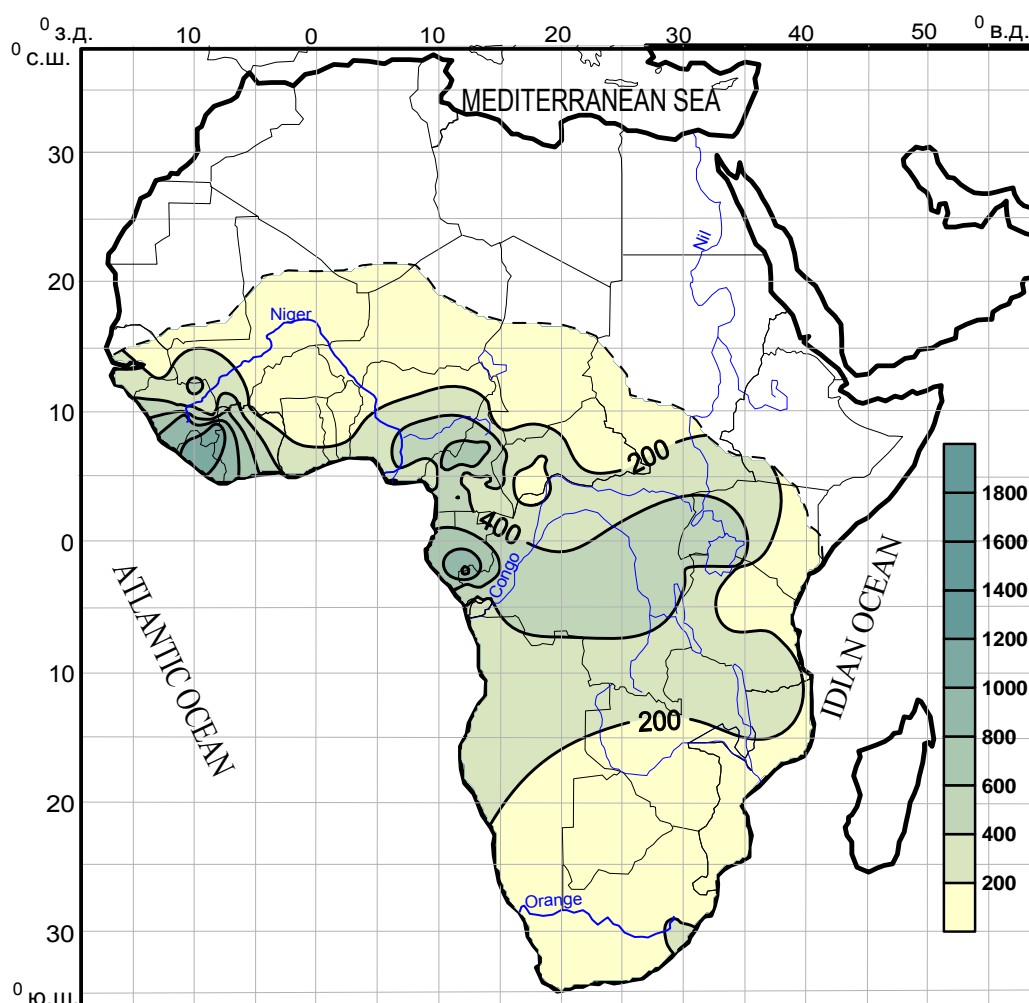 0 з.д. 10 0 10 20 30 40 50 0 в.д.
0
с.ш.
MEDITERRANEAN SEA
30
Nil
20
Niger
10
200
1800
400
1600
0
Congo
1400
ATLANTIC OCEAN
IDIAN OCEAN
1200
10
1000
200
800
600
20
400
200
Orange
30
0
ю.ш.